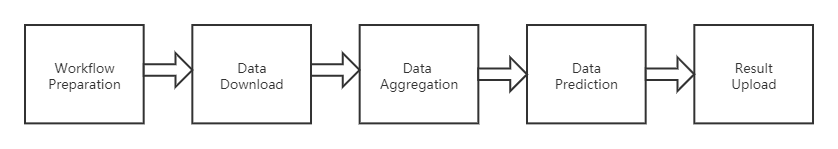 Workflow
Preparation
Data
Download
Data
Aggregation
Data
Prediction
Result
Upload